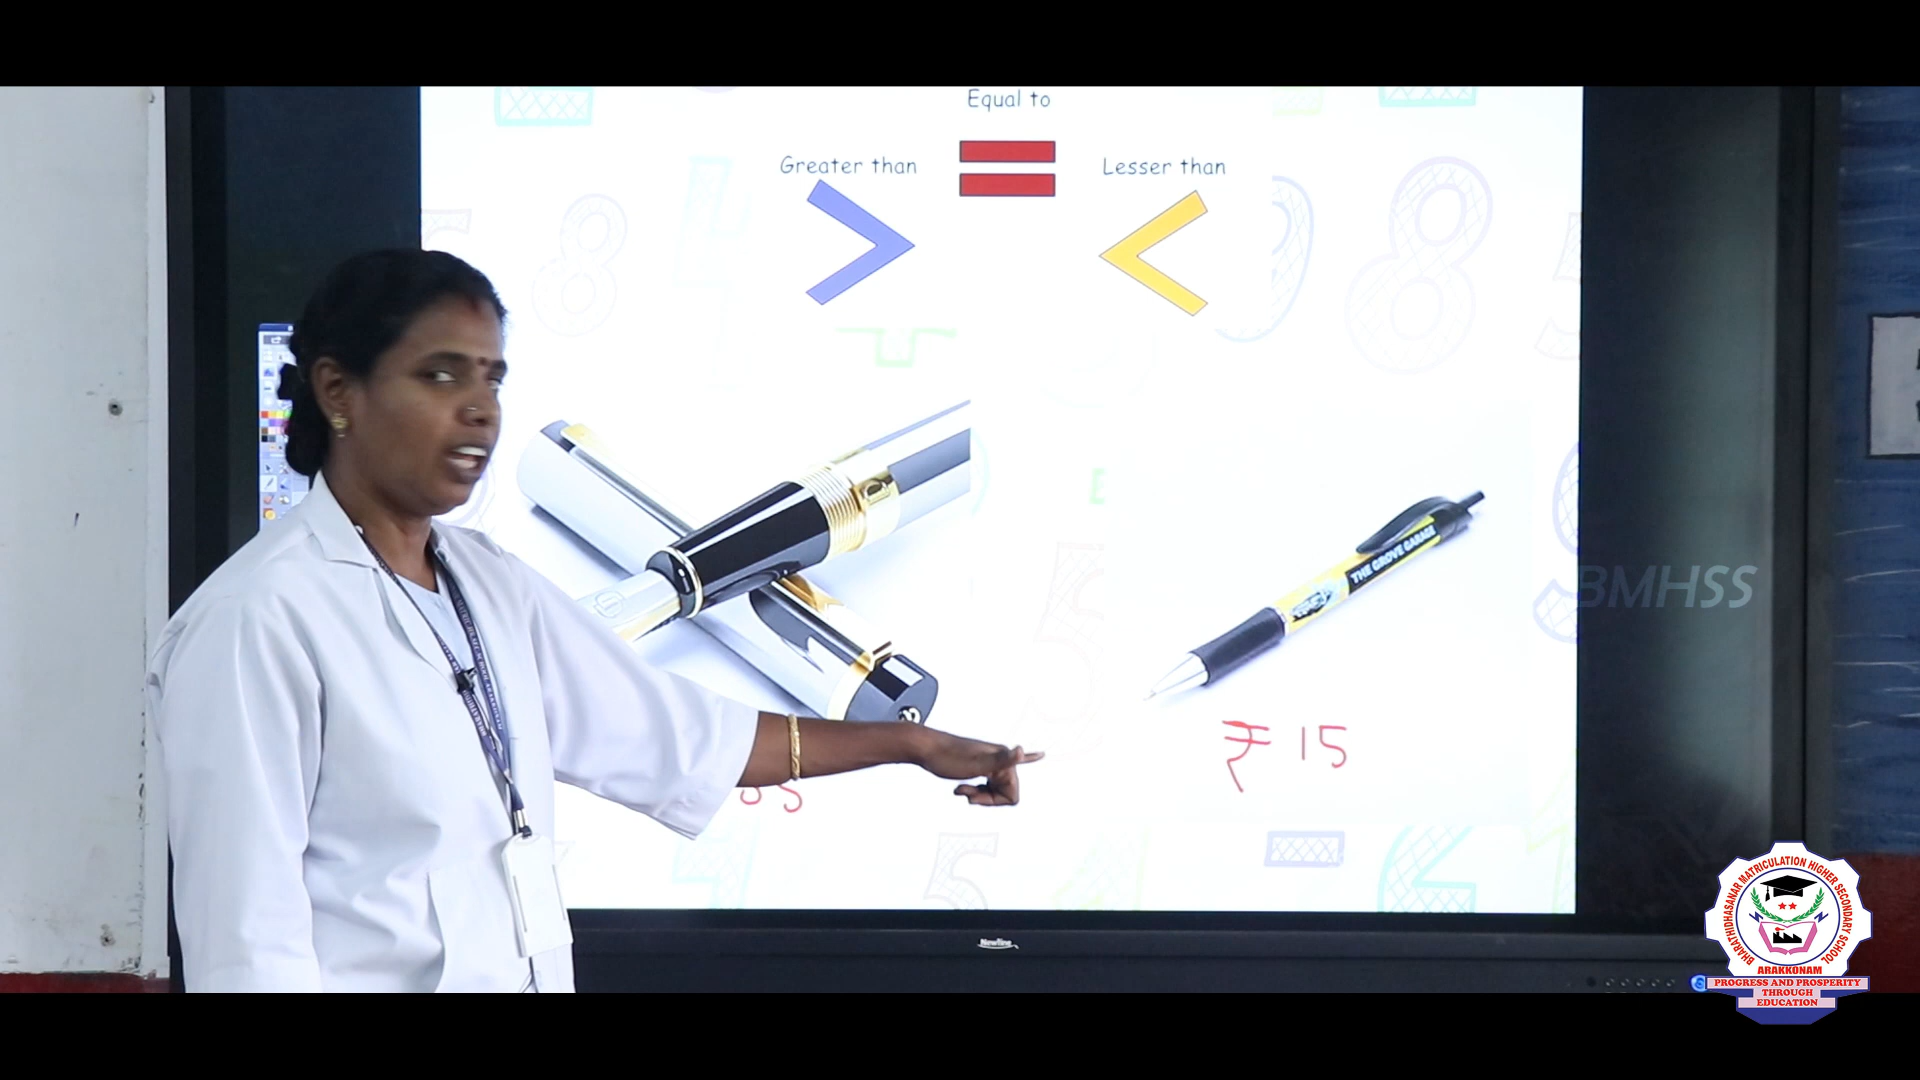 Equal to
Greater than
=
Lesser than
>
<
THE GROVE GARAGE
BMHSS
₹ 15
Newline
BHARATHIDHASANAR MATRICULATION HIGHER SECONDARY SCHOOL
ARAKKONAM
PROGRESS AND PROSPERITY
THROUGH
EDUCATION